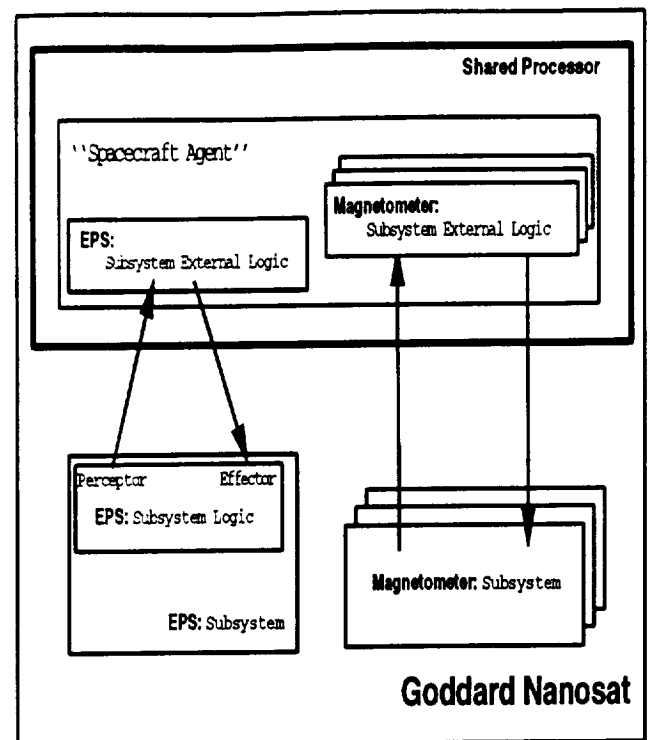 Shared Processor
''Spacecraft Agent''
Magnetometer:
Subsystem External Logic
EPS:
Subsystem External Logic
Perceptor Effector
EPS: Subsystem Logic
Magnetometer: Subsystem
EPS: Subsystem
Goddard Nanosat